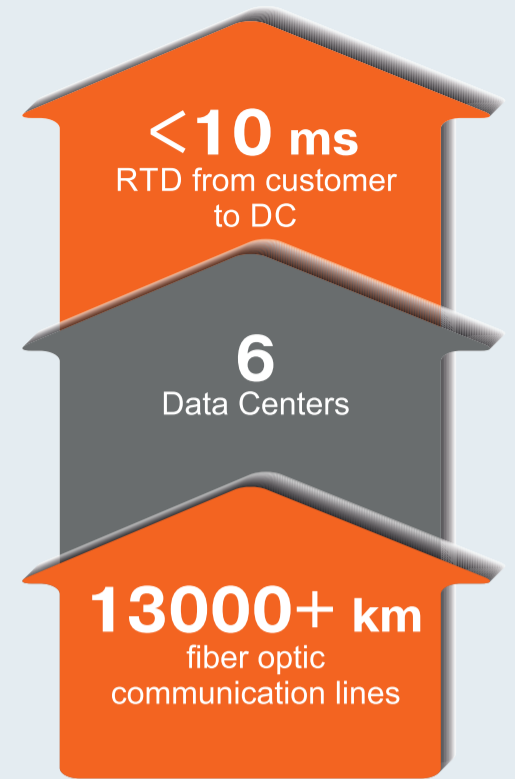 <10 ms
RTD from customer
to DC
6
Data Centers
13000+ km
fiber optic
communication lines